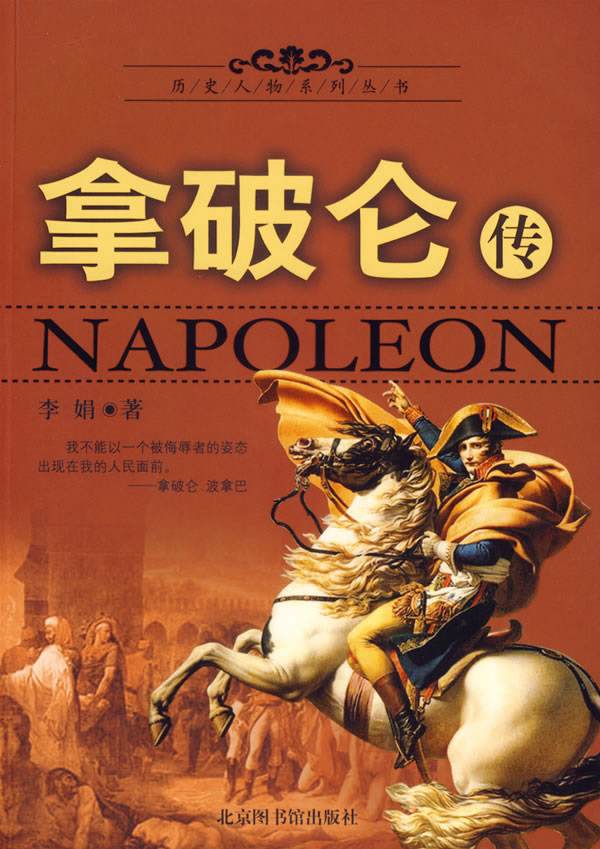 历/史/人/物/系/列/丛/书
拿破仑传
NAPOLEON
李娟◉著
我不能以一个被侮辱者的姿态
出现在我的人民面前。
——拿破仑 波拿巴
北京图书馆出版社